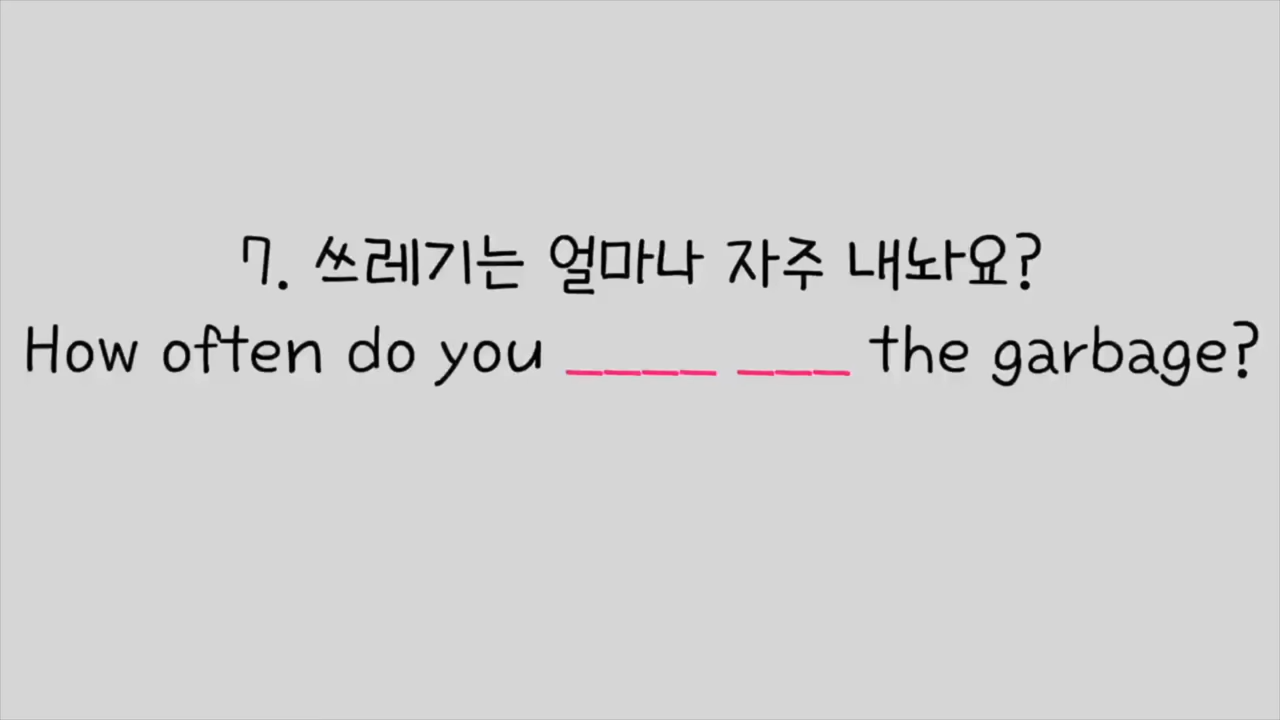 7. 쓰레기는 얼마나 자주 내놔요?
How often do you ____ ___ the garbage?